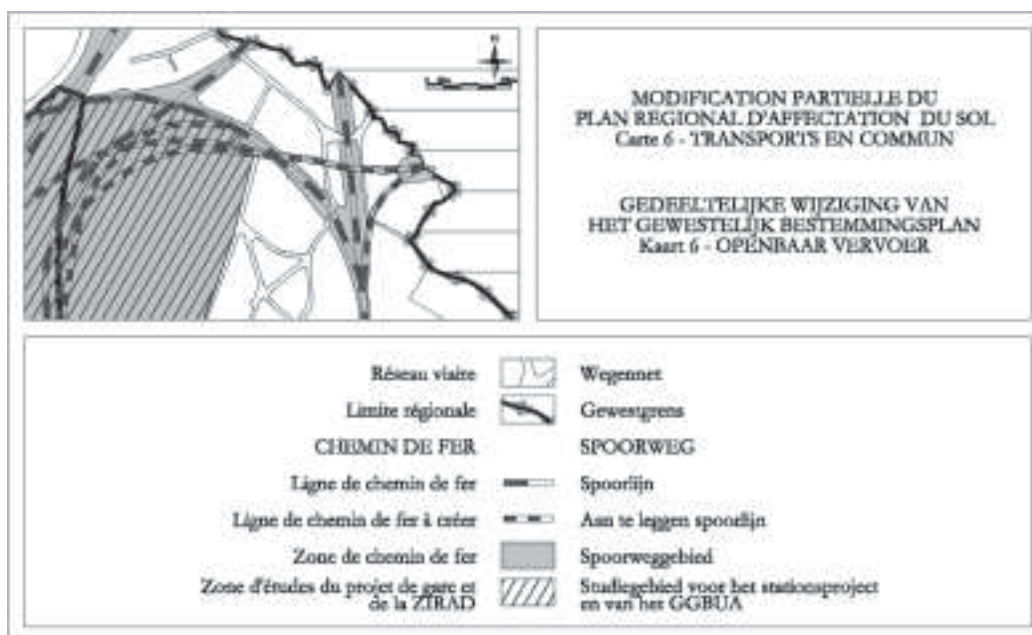 N
MODIFICATION PARTIELLE DU
PLAN REGIONAL D'AFFECTATION DU SOL
Carte 6 - TRANSPORTS EN COMMUN
GEDEELTELIJKE WIJZIGING VAN
HET GEWESTELIJK BESTEMMINGSPLAN
Kaart 6 - OPENBAAR VERVOER
Réseau viaire Wegennet
Limite régionale Gewestgrens
CHEMIN DE FER SPOORWEG
Ligne de chemin de fer Spoorlijn
Ligne de chemin de fer à créer Aan te leggen spoorlijn
Zone de chemin de fer Spoorweggebied
Zone d'études du projet de gare et Studiegebied voor het stationsproject
de la ZIRAD en van het GGBUA